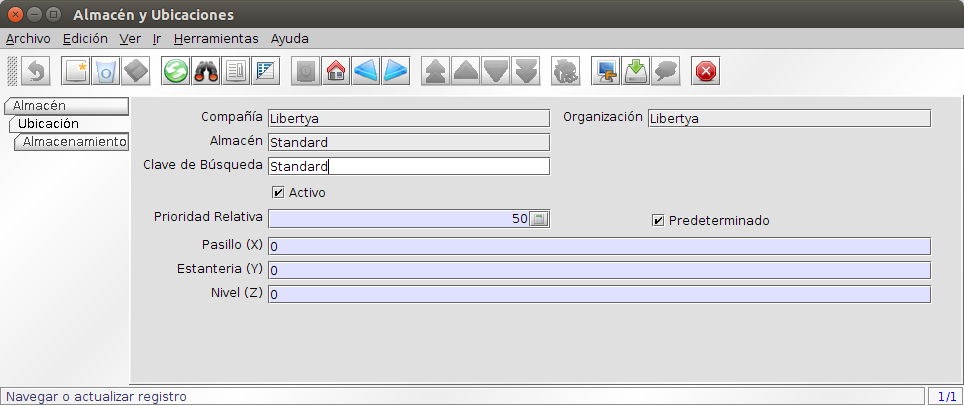 Almacén y Ubicaciones
Archivo Edición Ver Ir Herramientas Ayuda
Almacén
Ubicación
Almacenamiento
Compañía Libertya Organización Libertya
Almacén Standard
Clave de Búsqueda Standard
Activo
Prioridad Relativa 50 Predeterminado
Pasillo (X) 0
Estanteria (Y) 0
Nivel (Z) 0
Navegar o actualizar registro 1/1